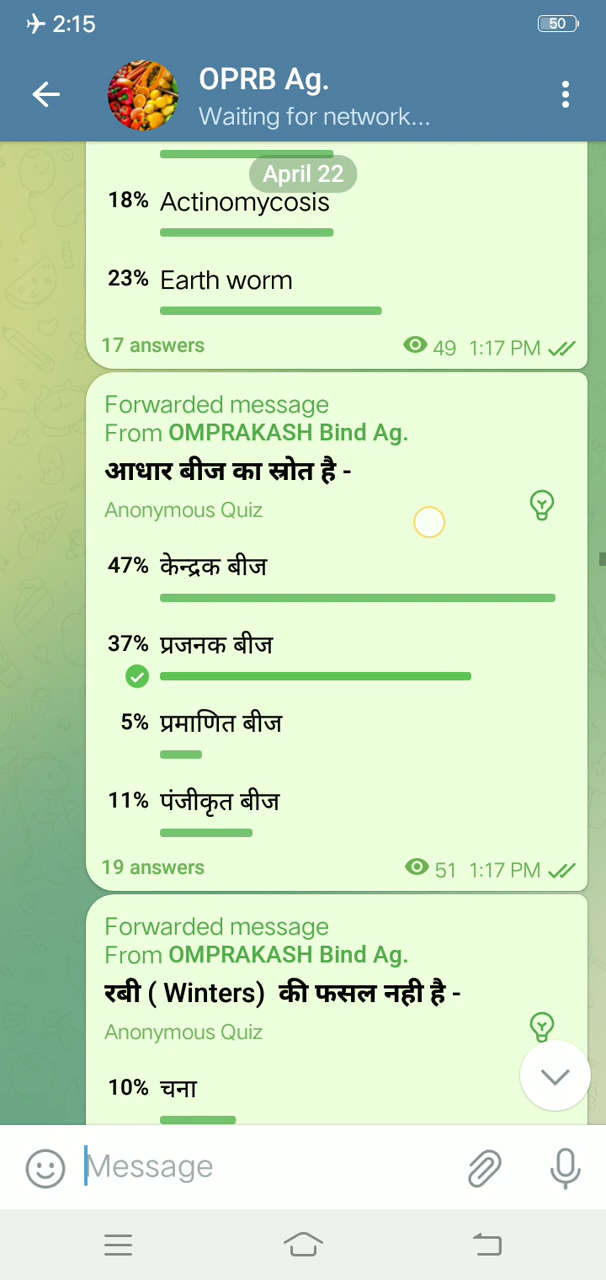 2:15
50
OPRB Ag.
Waiting for network...
April 22
18% Actinomycosis
23% Earth worm
17 answers
49 1:17 PM
Forwarded message
From OMPRAKASH Bind Ag.
आधार बीज का स्रोत है -
Anonymous Quiz
47% केन्द्रक बीज
37% प्रजनक बीज
5% प्रमाणित बीज
11% पंजीकृत बीज
19 answers
51 1:17 PM
Forwarded message
From OMPRAKASH Bind Ag.
रबी ( Winters) की फसल नही है -
Anonymous Quiz
10% चना
Message